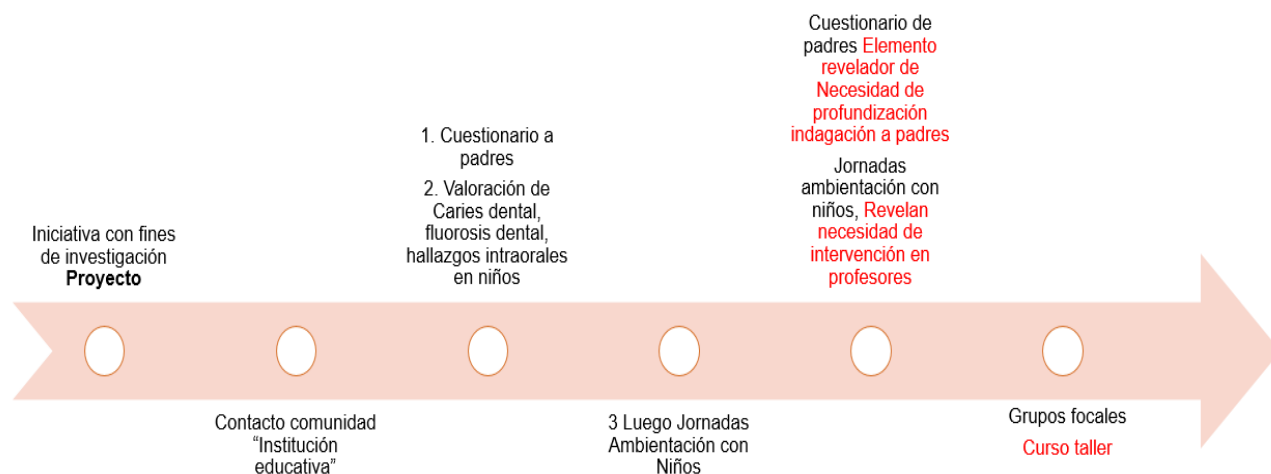 Iniciativa con fines
de investigación
Proyecto
Contacto comunidad
“Institución
educativa”
1. Cuestionario a
padres
2. Valoración de
Caries dental,
fluorosis dental,
hallazgos intraorales
en niños
3 Luego Jornadas
Ambientación con
Niños
Cuestionario de
padres Elemento
revelador de
Necesidad de
profundización
indagación a padres
Jornadas
ambientación con
niños, Revelan
necesidad de
intervención en
profesores
Grupos focales
Curso taller